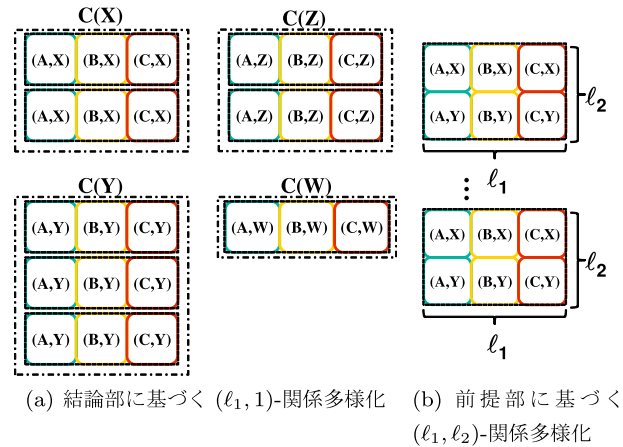 C(X)
(A,X) (B,X) (C,X)
(A,X) (B,X) (C,X)
C(Z)
(A,Z) (B,Z) (C,Z)
(A,Z) (B,Z) (C,Z)
C(Y)
(A,Y) (B,Y) (C,Y)
(A,Y) (B,Y) (C,Y)
(A,Y) (B,Y) (C,Y)
C(W)
(A,W) (B,W) (C,W)
(a) 結論部に基づく (ℓ₁, 1)-関係多様化
(A,X) (B,X) (C,X)
(A,Y) (B,Y) (C,Y)
ℓ₂
ℓ₁
⋮
(A,X) (B,X) (C,X)
(A,Y) (B,Y) (C,Y)
ℓ₂
ℓ₁
(b) 前提部に基づく
(ℓ₁, ℓ₂)-関係多様化